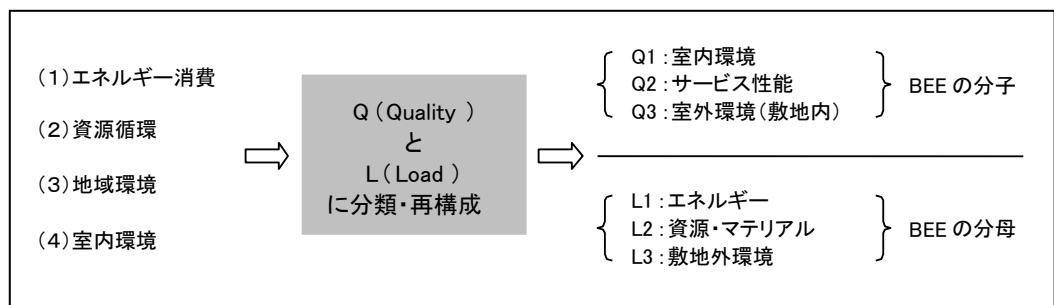 (1)エネルギー消費
(2)資源循環
(3)地域環境
(4)室内環境
Q(Quality )
と
L(Load )
に分類・再構成
Q1:室内環境
Q2:サービス性能
Q3:室外環境(敷地内)
BEE の分子
L1:エネルギー
L2:資源・マテリアル
L3:敷地外環境
BEE の分母